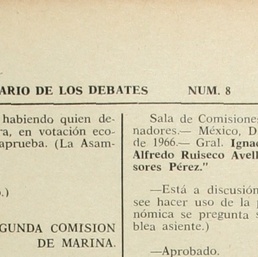 ARIO DE LOS DEBATES NUM. 8
habiendo quien de-
ra, en votación eco-
aprueba. (La Asam-
.)
GUNDA COMISION
DE MARINA.
Sala de Comisiones
nadores.— México, D
de 1966.— Gral. Ignac
Alfredo Ruiseco Avell
sores Pérez."
—Está a discusión
see hacer uso de la p
nómica se pregunta s
blea asiente.)
—Aprobado.